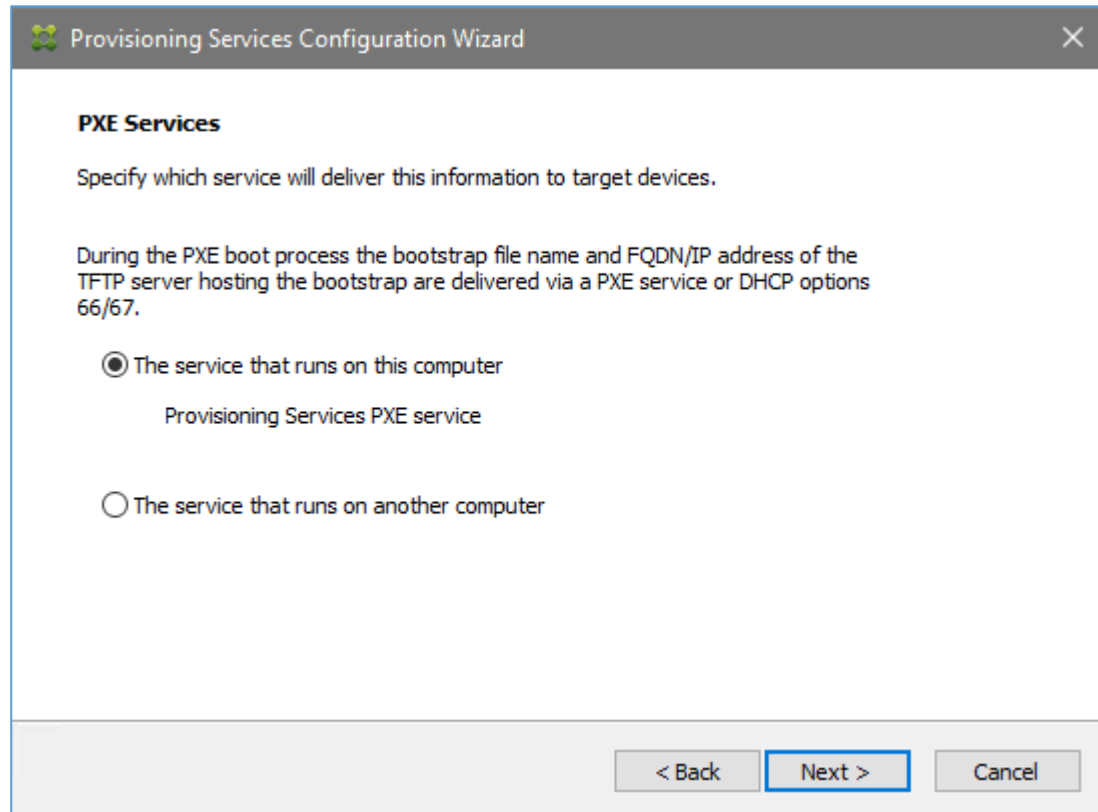 Provisioning Services Configuration Wizard
PXE Services
Specify which service will deliver this information to target devices.
During the PXE boot process the bootstrap file name and FQDN/IP address of the
TFTP server hosting the bootstrap are delivered via a PXE service or DHCP options
66/67.
The service that runs on this computer
Provisioning Services PXE service
The service that runs on another computer
< Back Next > Cancel